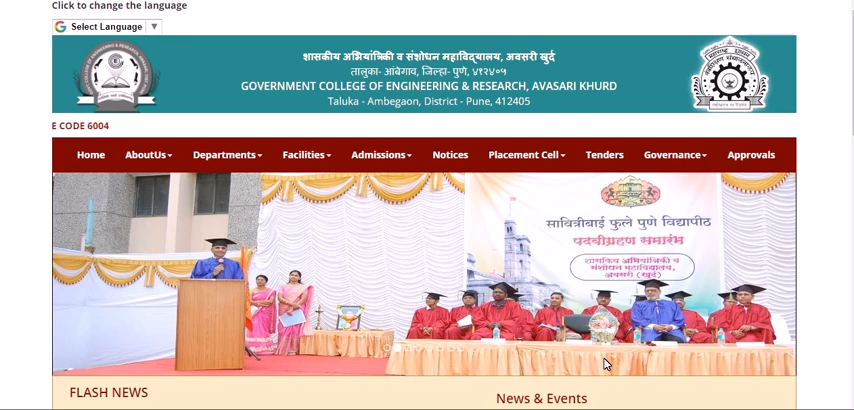 Click to change the language
Select Language ▼
शासकीय अभियांत्रिकी व संशोधन महाविद्यालय, अवसरी खुर्द
तालुका- आंबेगाव, जिल्हा- पुणे, ४१२४०५
GOVERNMENT COLLEGE OF ENGINEERING & RESEARCH, AVASARI KHURD
Taluka - Ambegaon, District - Pune, 412405
E CODE 6004
Home AboutUs Departments Facilities Admissions Notices Placement Cell Tenders Governance Approvals
सावित्रीबाई फुले पुणे विद्यापीठ
पदवीग्रहण समारंभ
शासकिय अभियांत्रिकी व
संशोधन महाविद्यालय,
अवसरी (खुर्द)
FLASH NEWS
News & Events